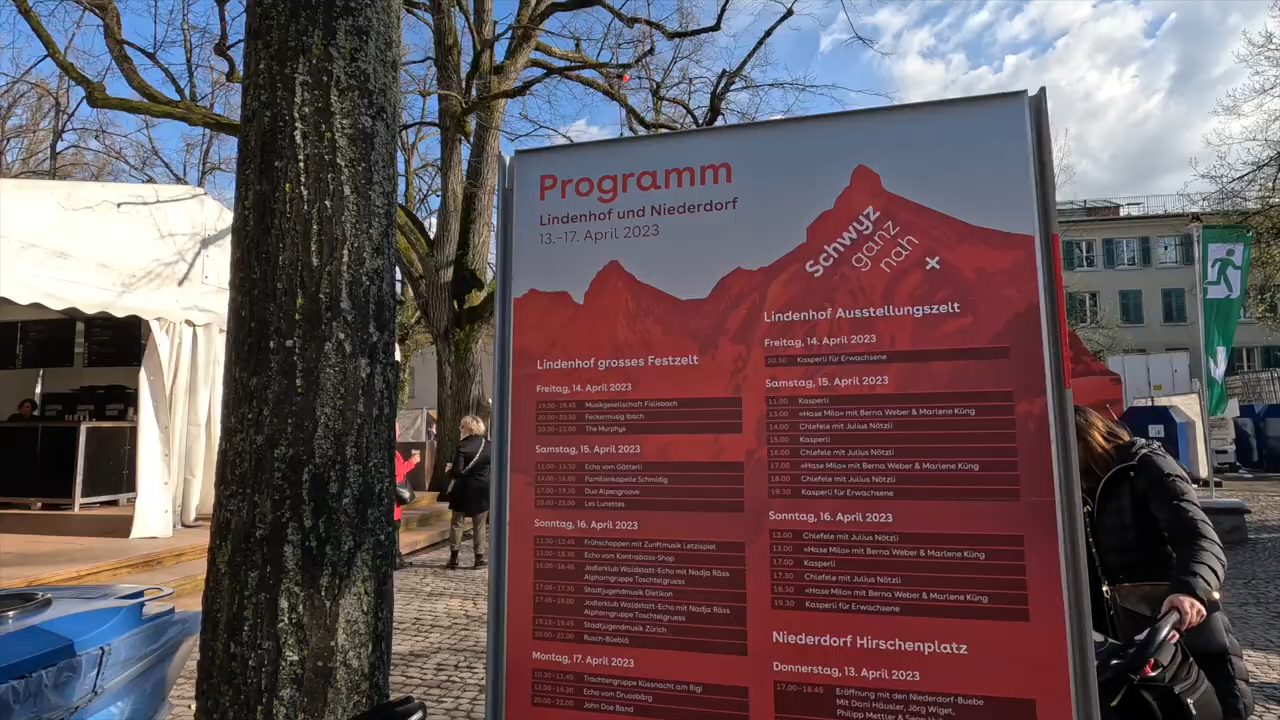 Programm
Lindenhof und Niederdorf
13.–17. April 2023
Schwyz
ganz
nah
Lindenhof grosses Festzelt
Freitag, 14. April 2023
19.00–19.45 Musikgesellschaft Fislisbach
20.00–20.30 Feckermusig Ibach
20.30–22.00 The Murphys
Samstag, 15. April 2023
11.00–13.30 Echo vom Gätterli
14.00–16.05 Familienkapelle Schmidig
17.00–19.30 Duo Alpengroove
20.00–22.00 Les Lunettes
Sonntag, 16. April 2023
11.30–12.45 Frühschoppen mit Zunftmusik Letzispiel
13.00–15.30 Echo vom Kontrabass-Shop
16.00–16.45 Jodlerklub Waldstatt-Echo mit Nadja Räss
Alphorngruppe Toschtelgruess
17.00–17.30 Stadtjugendmusik Dietikon
17.45–19.00 Jodlerklub Waldstatt-Echo mit Nadja Räss
Alphorngruppe Toschtelgruess
19.15–19.45 Stadtjugendmusik Zürich
20.00–22.00 Rusch-Büeblä
Montag, 17. April 2023
10.30–11.45 Trachtengruppe Küssnacht am Rigi
12.00–14.30 Echo vom Druosbärg
20.00–22.00 John Doe Band
Lindenhof Ausstellungszelt
Freitag, 14. April 2023
20.30 Kasperli für Erwachsene
Samstag, 15. April 2023
11.00 Kasperli
13.00 «Hase Milo» mit Berna Weber & Marlene Küng
14.00 Chlefele mit Julius Nötzli
15.00 Kasperli
16.00 Chlefele mit Julius Nötzli
17.00 «Hase Milo» mit Berna Weber & Marlene Küng
18.00 Chlefele mit Julius Nötzli
19.30 Kasperli für Erwachsene
Sonntag, 16. April 2023
12.00 Chlefele mit Julius Nötzli
13.00 «Hase Milo» mit Berna Weber & Marlene Küng
17.00 Kasperli
17.30 Chlefele mit Julius Nötzli
18.30 «Hase Milo» mit Berna Weber & Marlene Küng
19.30 Kasperli für Erwachsene
Niederdorf Hirschenplatz
Donnerstag, 13. April 2023
17.00–18.45 Eröffnung mit den Niederdorf-Buebe
Mit Dani Häusler, Jörg Wiget,
Philipp Mettler & Sepp